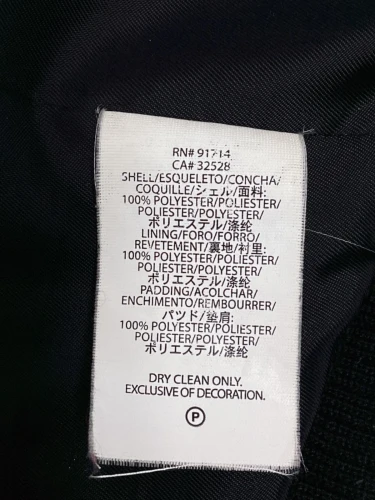 RN# 91714
CA# 32528
SHELL/ESQUELETO/CONCHA/
COQUILLE/シェル/面料:
100% POLYESTER/POLIESTER/
POLIESTER/POLYESTER/
ポリエステル/涤纶
LINING/FORO/FORRO/
REVETEMENT/裏地/衬里:
100% POLYESTER/POLIESTER/
POLIESTER/POLYESTER/
ポリエステル/涤纶
PADDING/ACOLCHAR/
ENCHIMENTO/REMBOURRER/
パッド/垫肩:
100% POLYESTER/POLIESTER/
POLIESTER/POLYESTER/
ポリエステル/涤纶
DRY CLEAN ONLY.
EXCLUSIVE OF DECORATION.
P